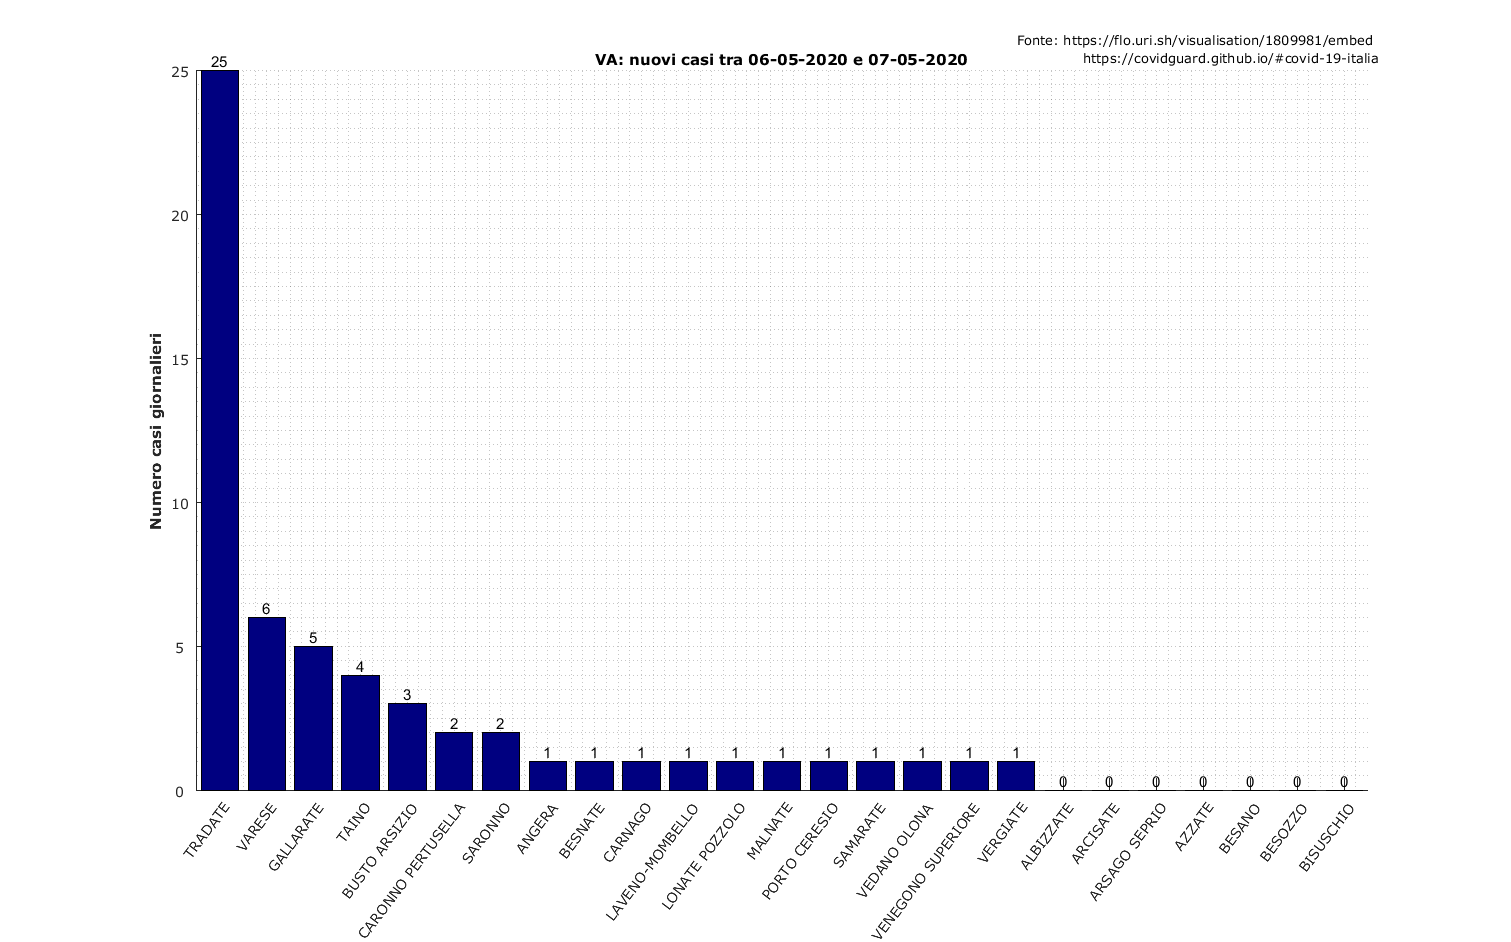 Fonte: https://flo.uri.sh/visualisation/1809981/embed
https://covidguard.github.io/#covid-19-italia
VA: nuovi casi tra 06-05-2020 e 07-05-2020
Numero casi giornalieri
25
20
15
10
5
0
25
6
5
4
3
2
2
1
1
1
1
1
1
1
1
1
1
1
0
0
0
0
0
0
0
TRADATE
VARESE
GALLARATE
TAINO
BUSTO ARSIZIO
CARONNO PERTUSELLA
SARONNO
ANGERA
BESNATE
CARNAGO
LAVENO-MOMBELLO
LONATE POZZOLO
MALNATE
PORTO CERESIO
SAMARATE
VEDANO OLONA
VENEGONO SUPERIORE
VERGIATE
ALBIZZATE
ARCISATE
ARSAGO SEPRIO
AZZATE
BESANO
BESOZZO
BISUSCHIO